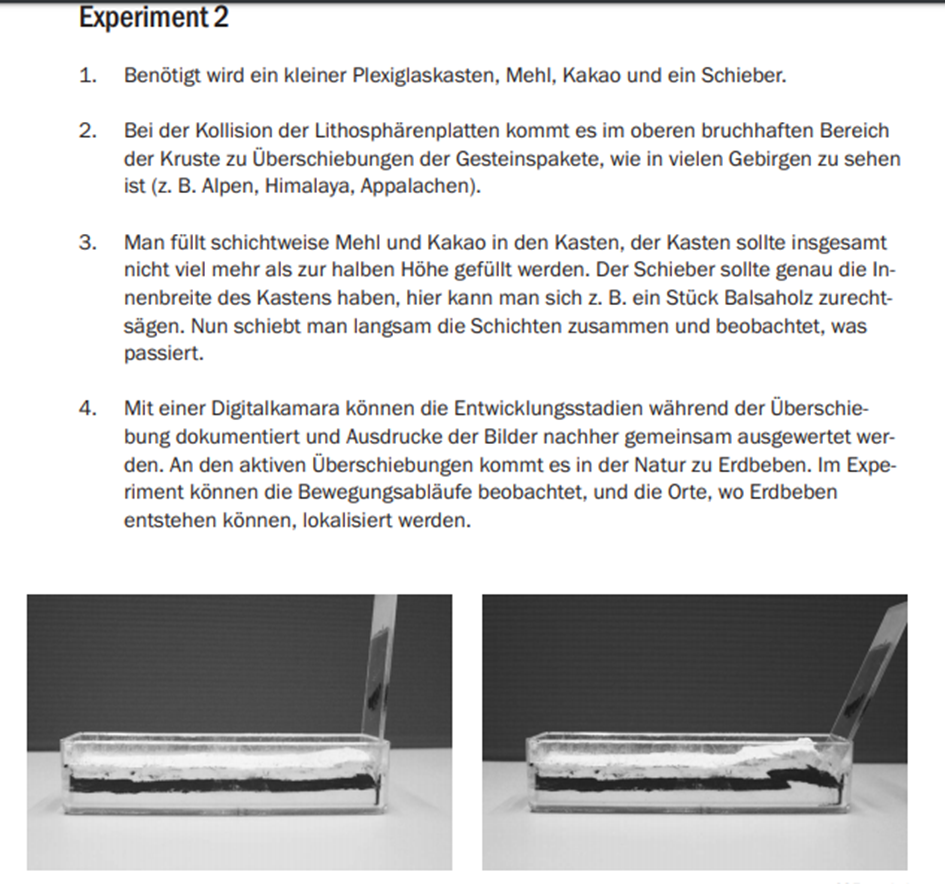 Experiment 2
1. Benötigt wird ein kleiner Plexiglaskasten, Mehl, Kakao und ein Schieber.
2. Bei der Kollision der Lithosphärenplatten kommt es im oberen bruchhaften Bereich
der Kruste zu Überschiebungen der Gesteinspakete, wie in vielen Gebirgen zu sehen
ist (z. B. Alpen, Himalaya, Appalachen).
3. Man füllt schichtweise Mehl und Kakao in den Kasten, der Kasten sollte insgesamt
nicht viel mehr als zur halben Höhe gefüllt werden. Der Schieber sollte genau die In-
nenbreite des Kastens haben, hier kann man sich z. B. ein Stück Balsaholz zurecht-
sägen. Nun schiebt man langsam die Schichten zusammen und beobachtet, was
passiert.
4. Mit einer Digitalkamara können die Entwicklungsstadien während der Überschie-
bung dokumentiert und Ausdrucke der Bilder nachher gemeinsam ausgewertet wer-
den. An den aktiven Überschiebungen kommt es in der Natur zu Erdbeben. Im Expe-
riment können die Bewegungsabläufe beobachtet, und die Orte, wo Erdbeben
entstehen können, lokalisiert werden.